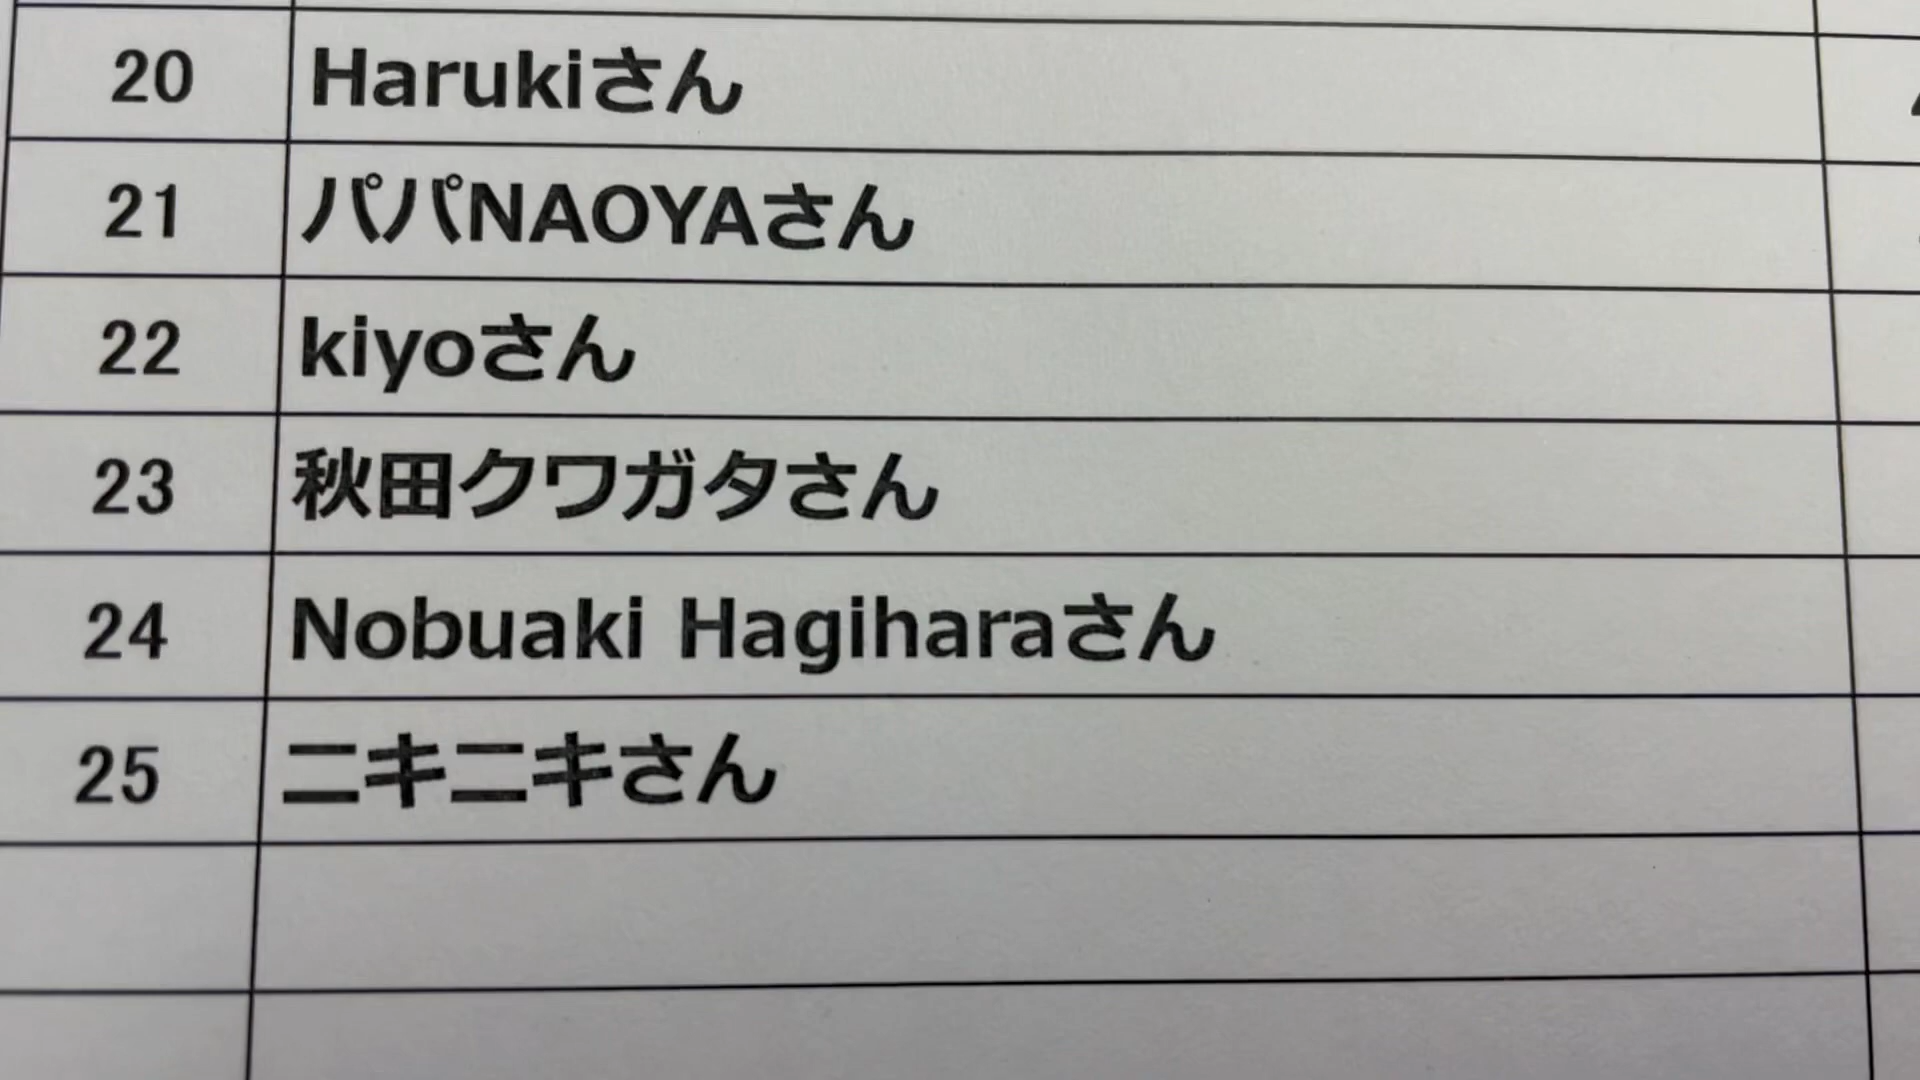 20 Harukiさん
21 パパNAOYAさん
22 kiyoさん
23 秋田クワガタさん
24 Nobuaki Hagiharaさん
25 ニキニキさん